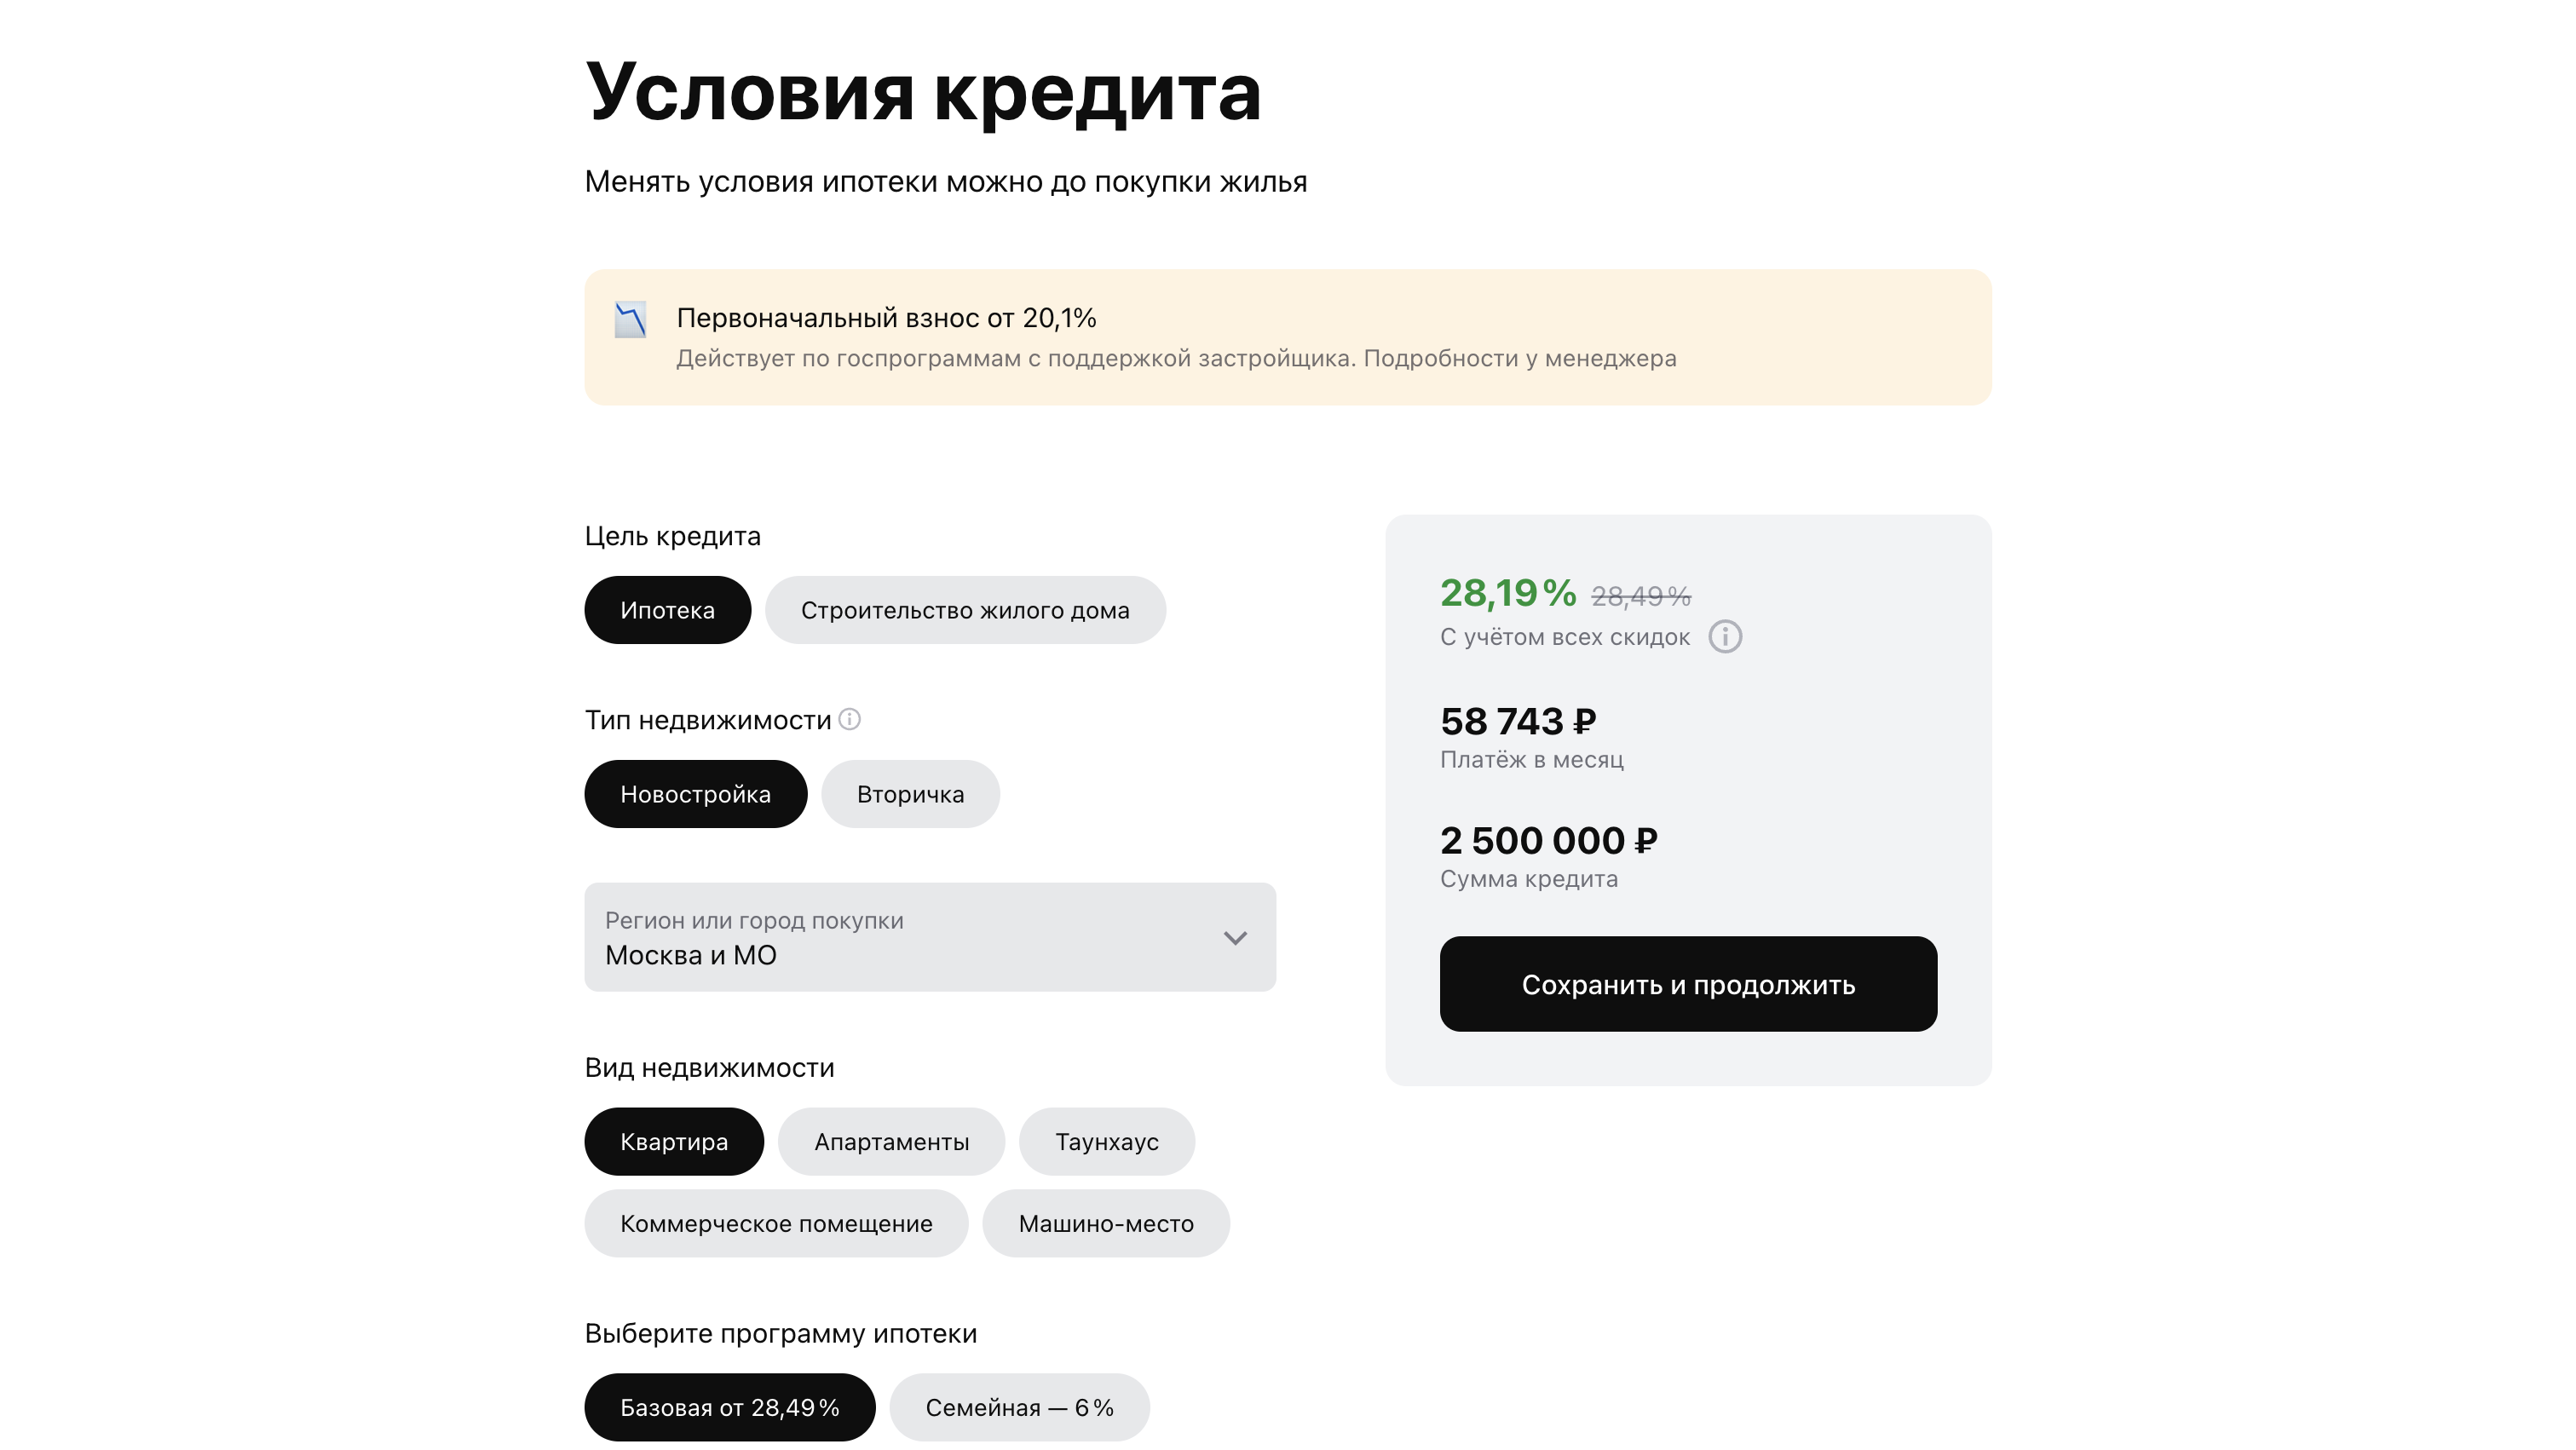 Условия кредита
Менять условия ипотеки можно до покупки жилья
Первоначальный взнос от 20,1%
Действует по госпрограммам с поддержкой застройщика. Подробности у менеджера
Цель кредита
Ипотека
Строительство жилого дома
Тип недвижимости
Новостройка
Вторичка
Регион или город покупки
Москва и МО
Вид недвижимости
Квартира
Апартаменты
Таунхаус
Коммерческое помещение
Машино-место
Выберите программу ипотеки
Базовая от 28,49 %
Семейная — 6 %
28,19 % 28,49 %
С учётом всех скидок
58 743 ₽
Платёж в месяц
2 500 000 ₽
Сумма кредита
Сохранить и продолжить